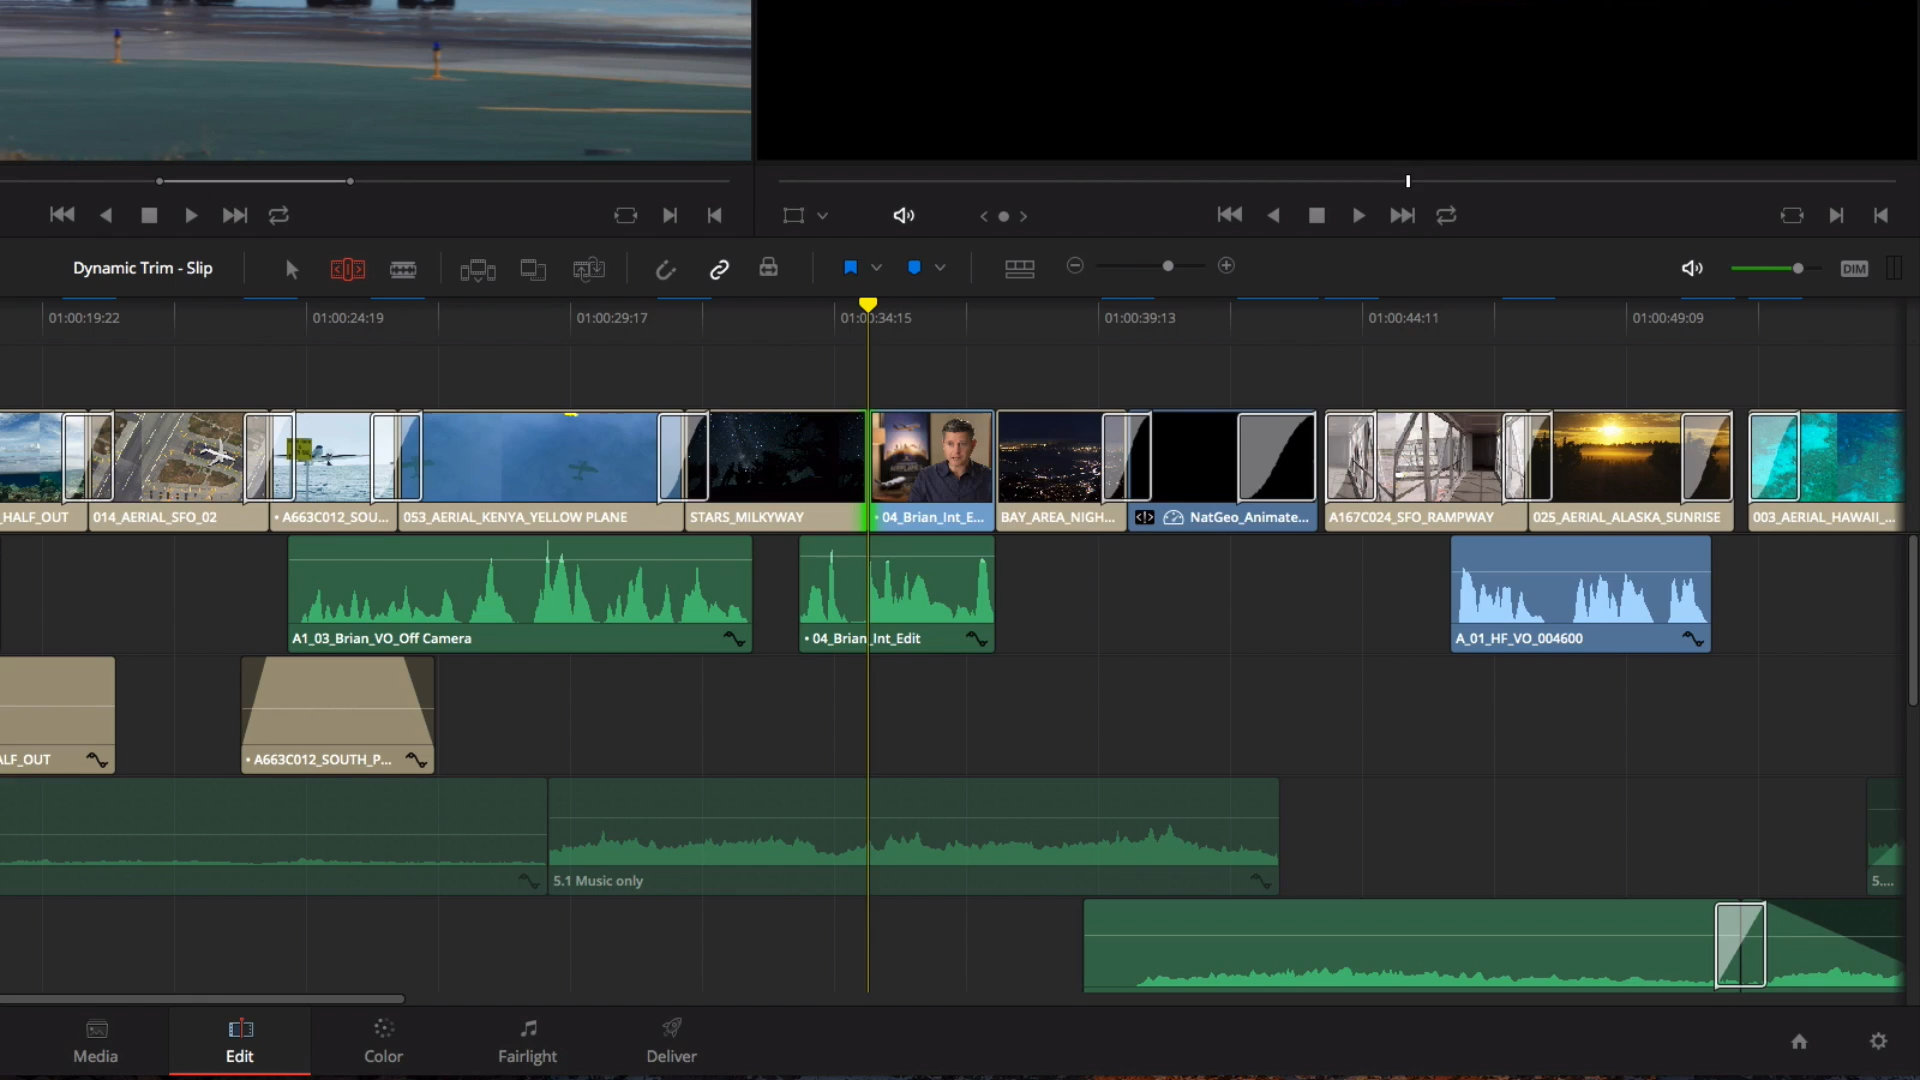 Dynamic Trim - Slip
DIM
01:00:19:22
01:00:24:19
01:00:29:17
01:00:34:15
01:00:39:13
01:00:44:11
01:00:49:09
_HALF_OUT
014_AERIAL_SFO_02
• A663C012_SOU...
053_AERIAL_KENYA_YELLOW PLANE
STARS_MILKYWAY
• 04_Brian_Int_E...
BAY_AREA_NIGH...
NatGeo_Animate...
A167C024_SFO_RAMPWAY
025_AERIAL_ALASKA_SUNRISE
003_AERIAL_HAWAII_...
A1_03_Brian_VO_Off Camera
• 04_Brian_Int_Edit
A_01_HF_VO_004600
ALF_OUT
• A663C012_SOUTH_P...
5.1 Music only
5....
Media
Edit
Color
Fairlight
Deliver